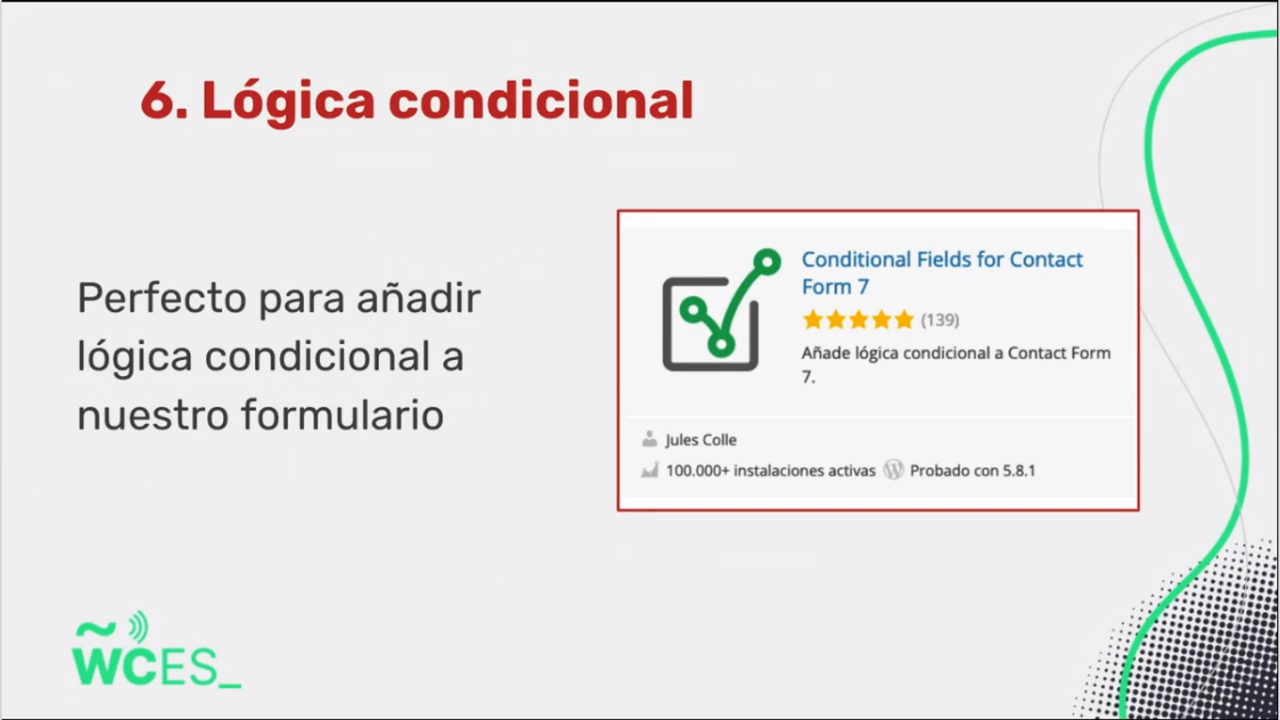 6. Lógica condicional
Perfecto para añadir
lógica condicional a
nuestro formulario
Conditional Fields for Contact
Form 7
(139)
Añade lógica condicional a Contact Form
7.
Jules Colle
100.000+ instalaciones activas Probado con 5.8.1
WCES_